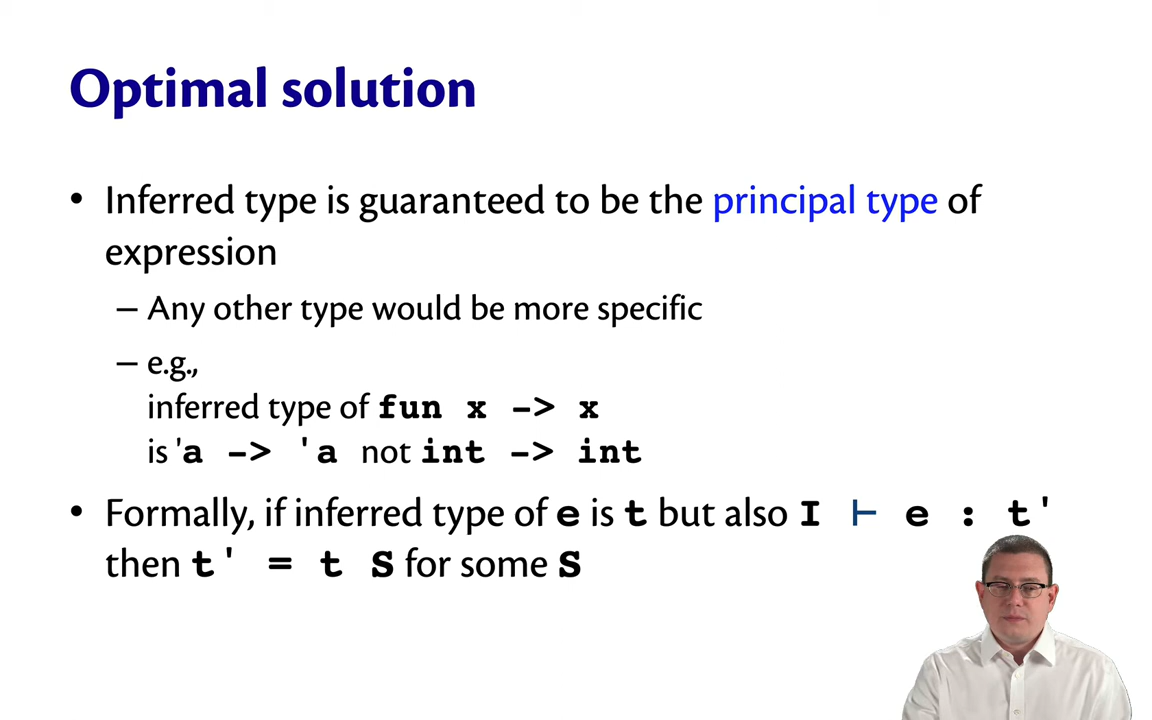 Optimal solution
• Inferred type is guaranteed to be the principal type of
expression
– Any other type would be more specific
– e.g.,
inferred type of fun x -> x
is 'a -> 'a not int -> int
• Formally, if inferred type of e is t but also I ⊢ e : t'
then t' = t S for some S